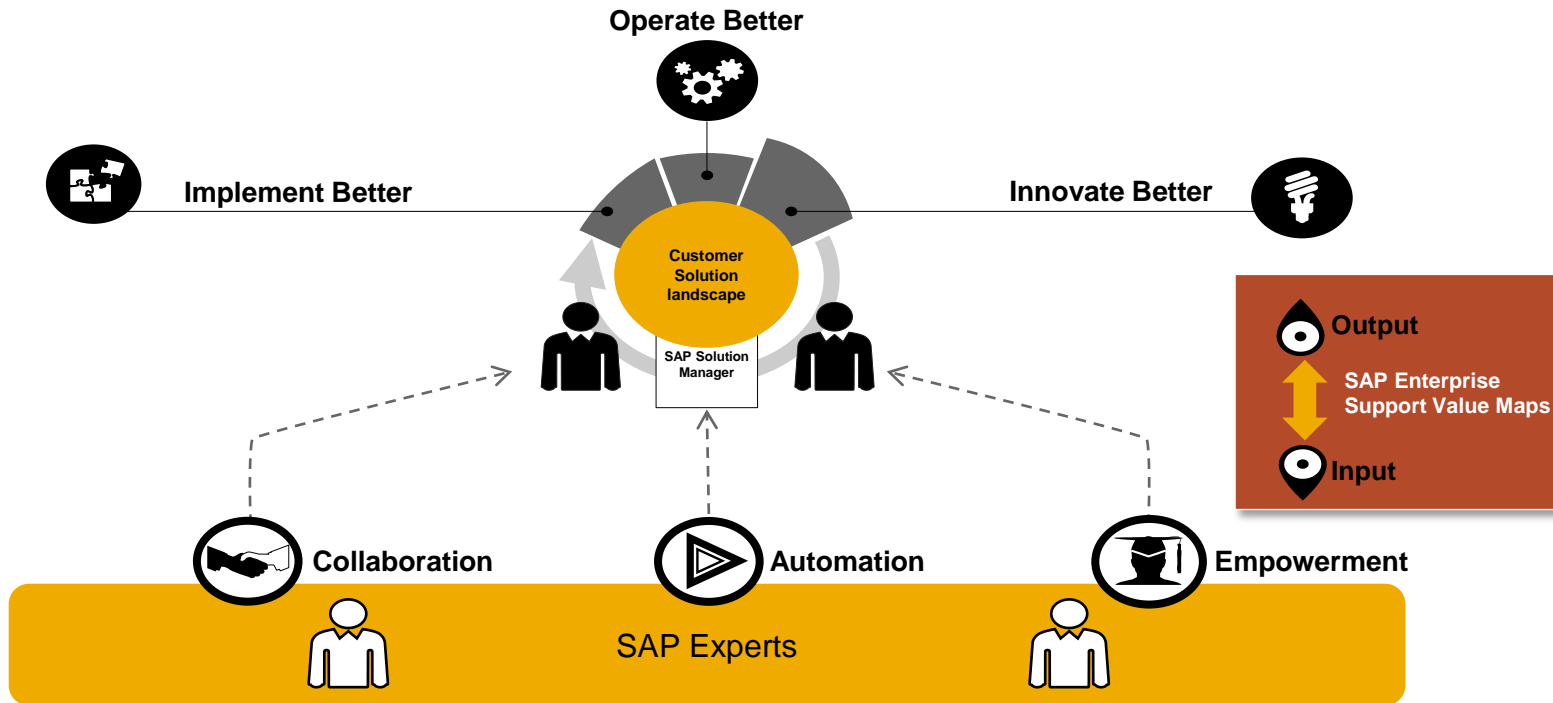 Operate Better
Implement Better
Innovate Better
Customer
Solution
landscape
SAP Solution
Manager
Output
SAP Enterprise
Support Value Maps
Input
Collaboration
Automation
Empowerment
SAP Experts